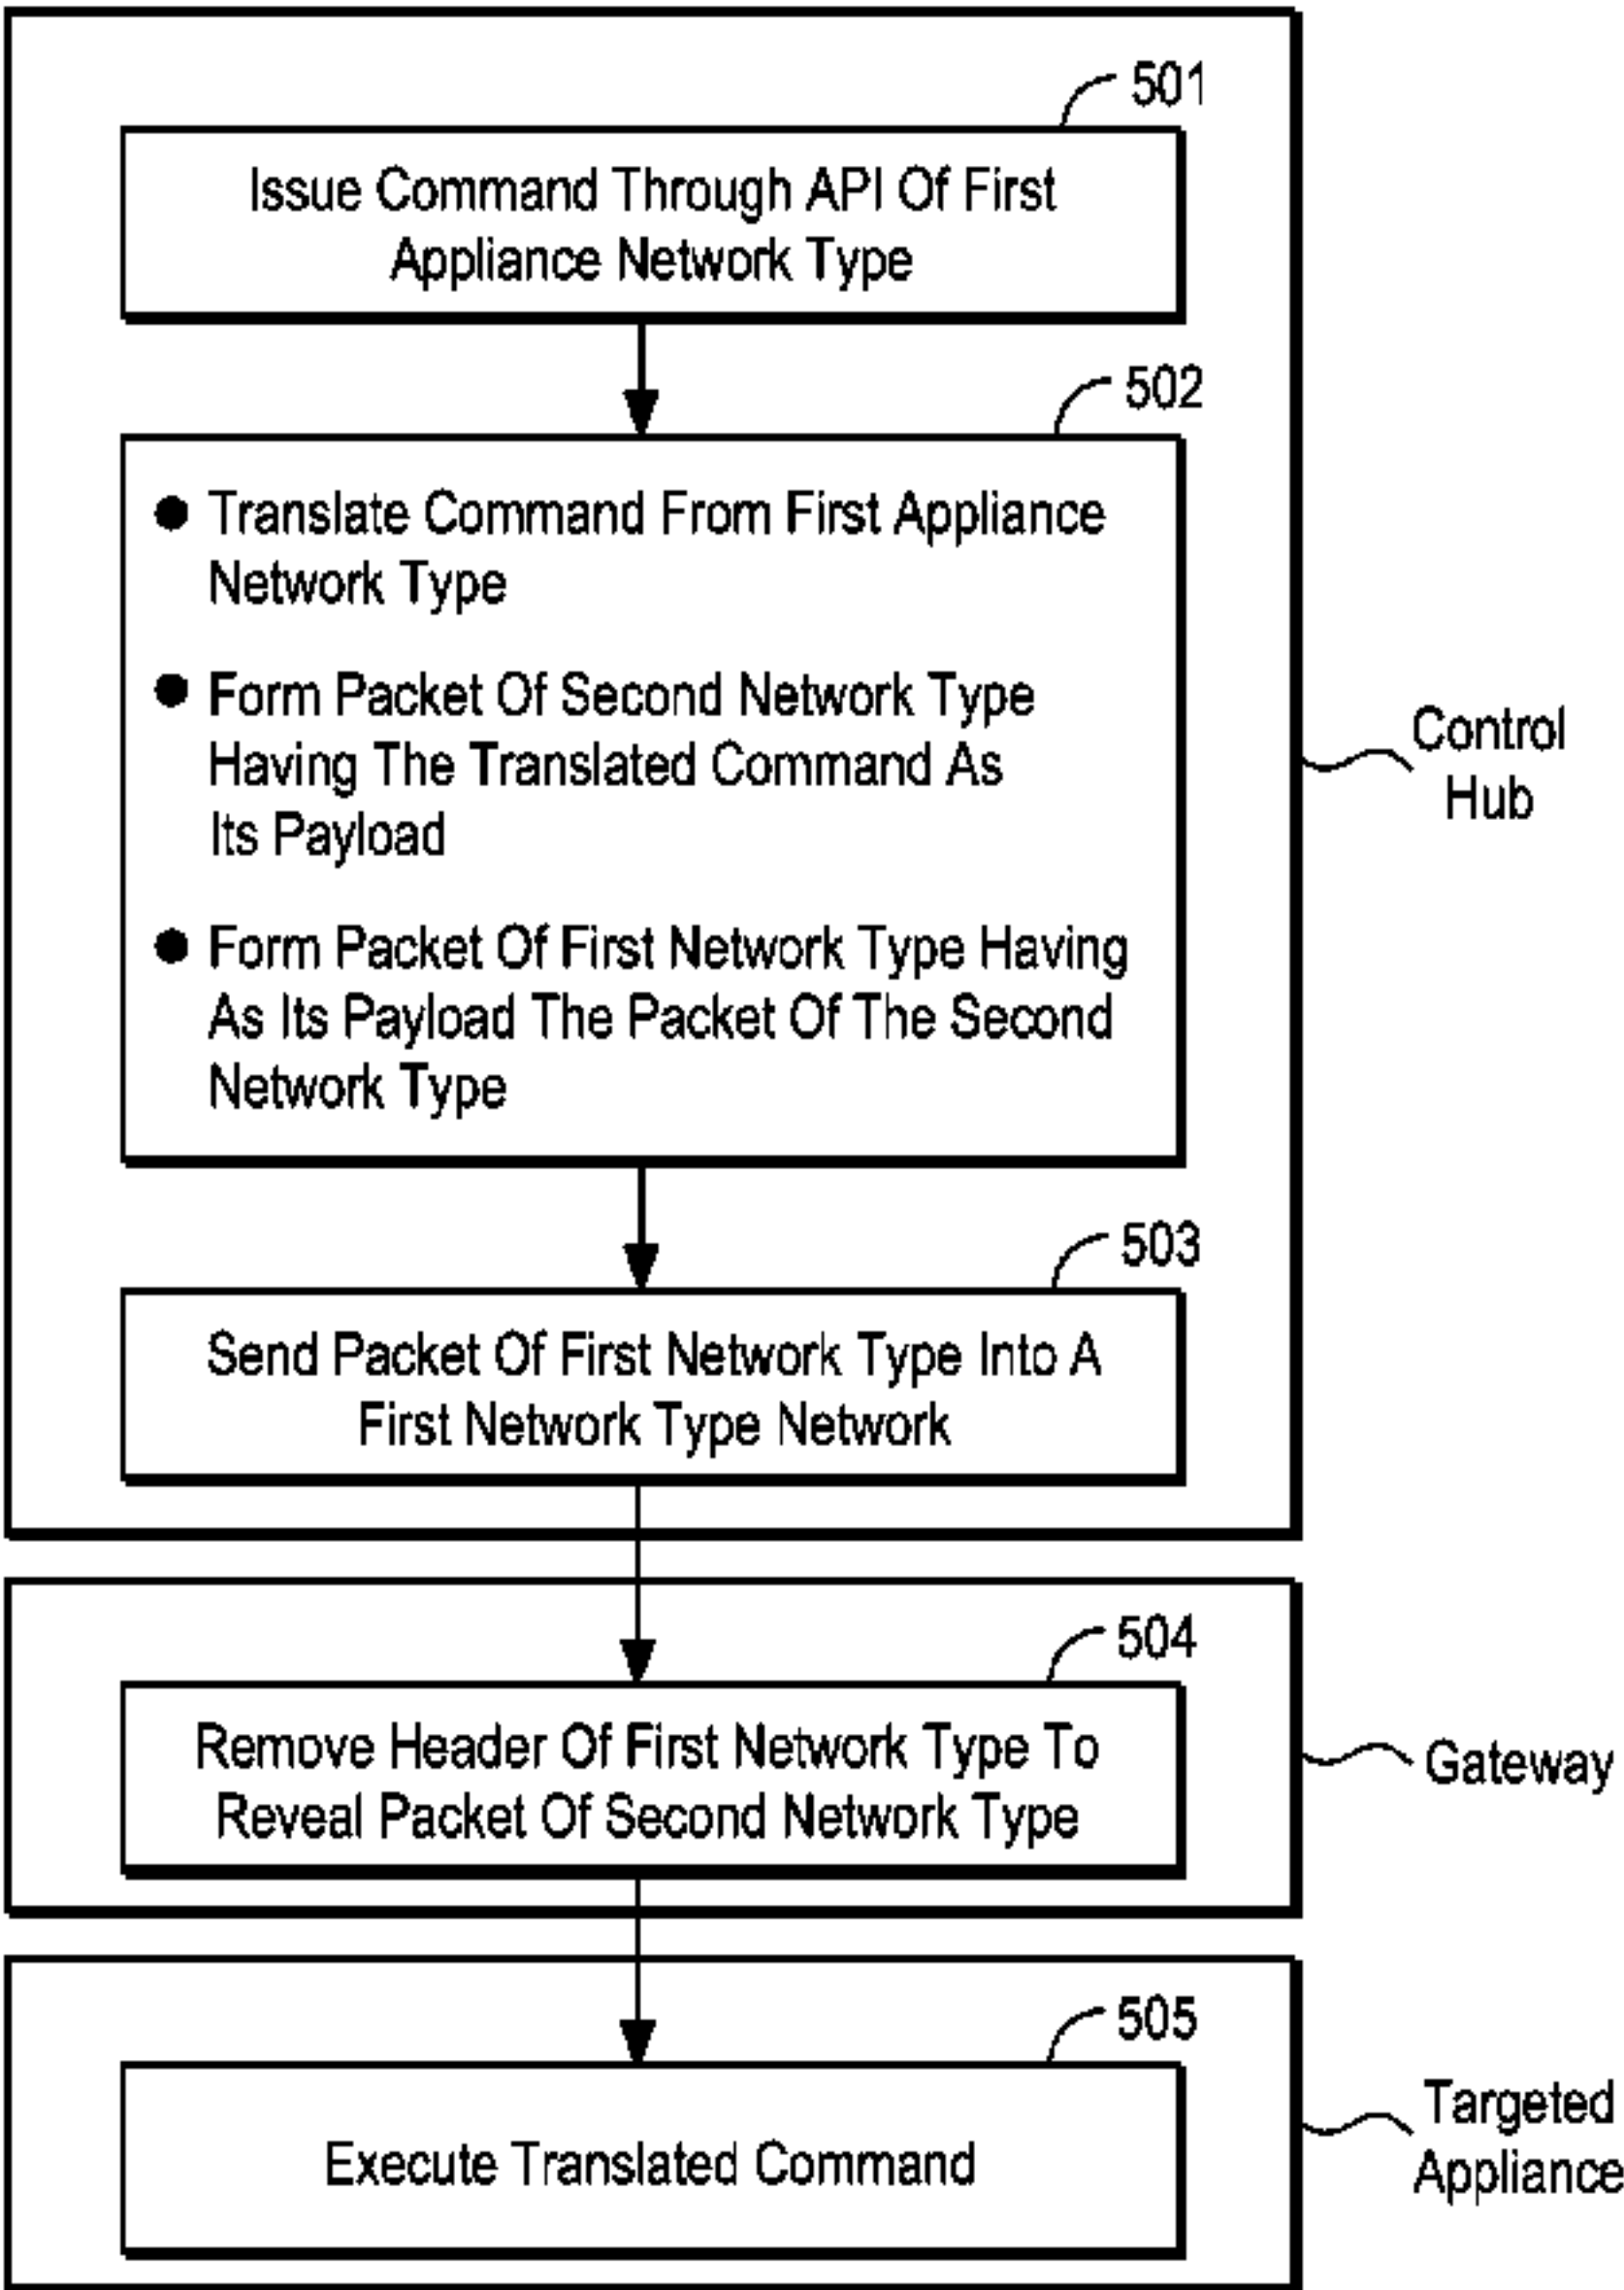 501
Issue Command Through API Of First
Appliance Network Type
502
● Translate Command From First Appliance
Network Type
● Form Packet Of Second Network Type
Having The Translated Command As
Its Payload
● Form Packet Of First Network Type Having
As Its Payload The Packet Of The Second
Network Type
Control
Hub
503
Send Packet Of First Network Type Into A
First Network Type Network
504
Remove Header Of First Network Type To
Reveal Packet Of Second Network Type
Gateway
505
Execute Translated Command
Targeted
Appliance